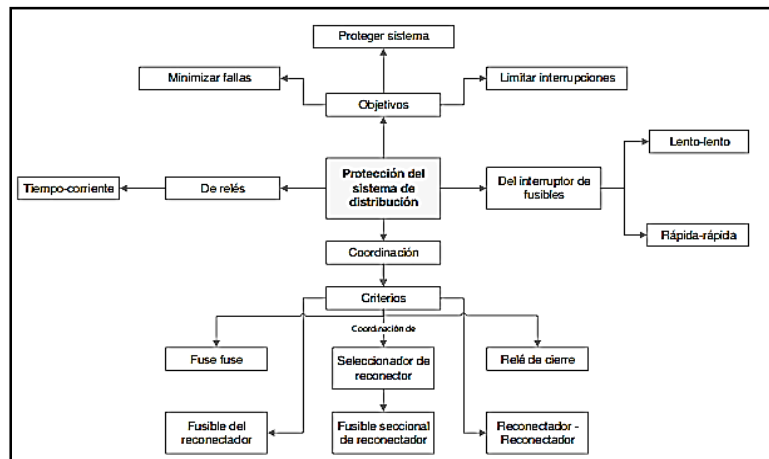 Proteger sistema
Minimizar fallas
Limitar interrupciones
Objetivos
Lento-lento
Tiempo-corriente
De relés
Protección del
sistema de
distribución
Del interruptor de
fusibles
Rápida-rápida
Coordinación
Criterios
Coordinación de
Fuse fuse
Seleccionador de
reconector
Relé de cierre
Fusible del
reconectador
Fusible seccional
de reconectador
Reconectador -
Reconectador